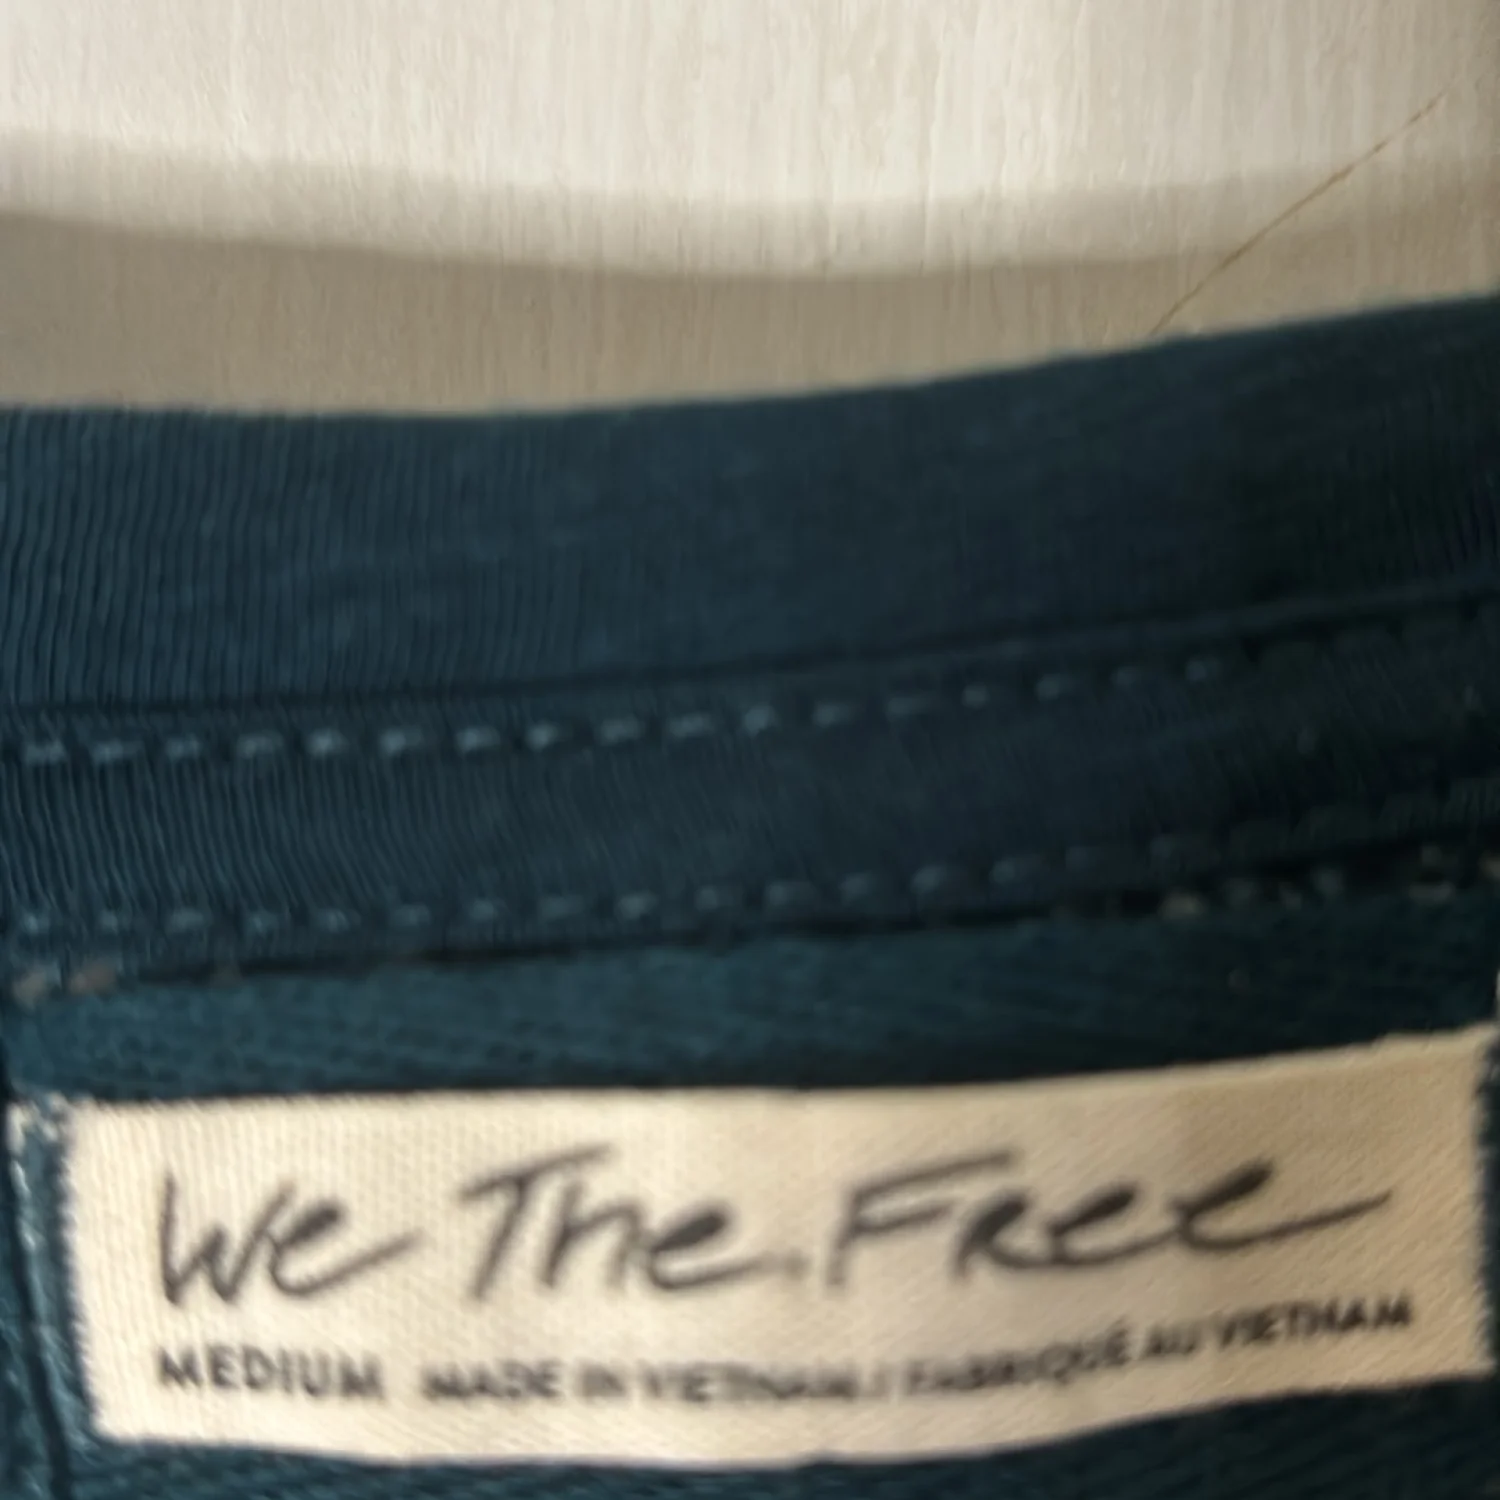 We The Free
MEDIUM MADE IN VIETNAM / FABRIQUÉ AU VIETNAM